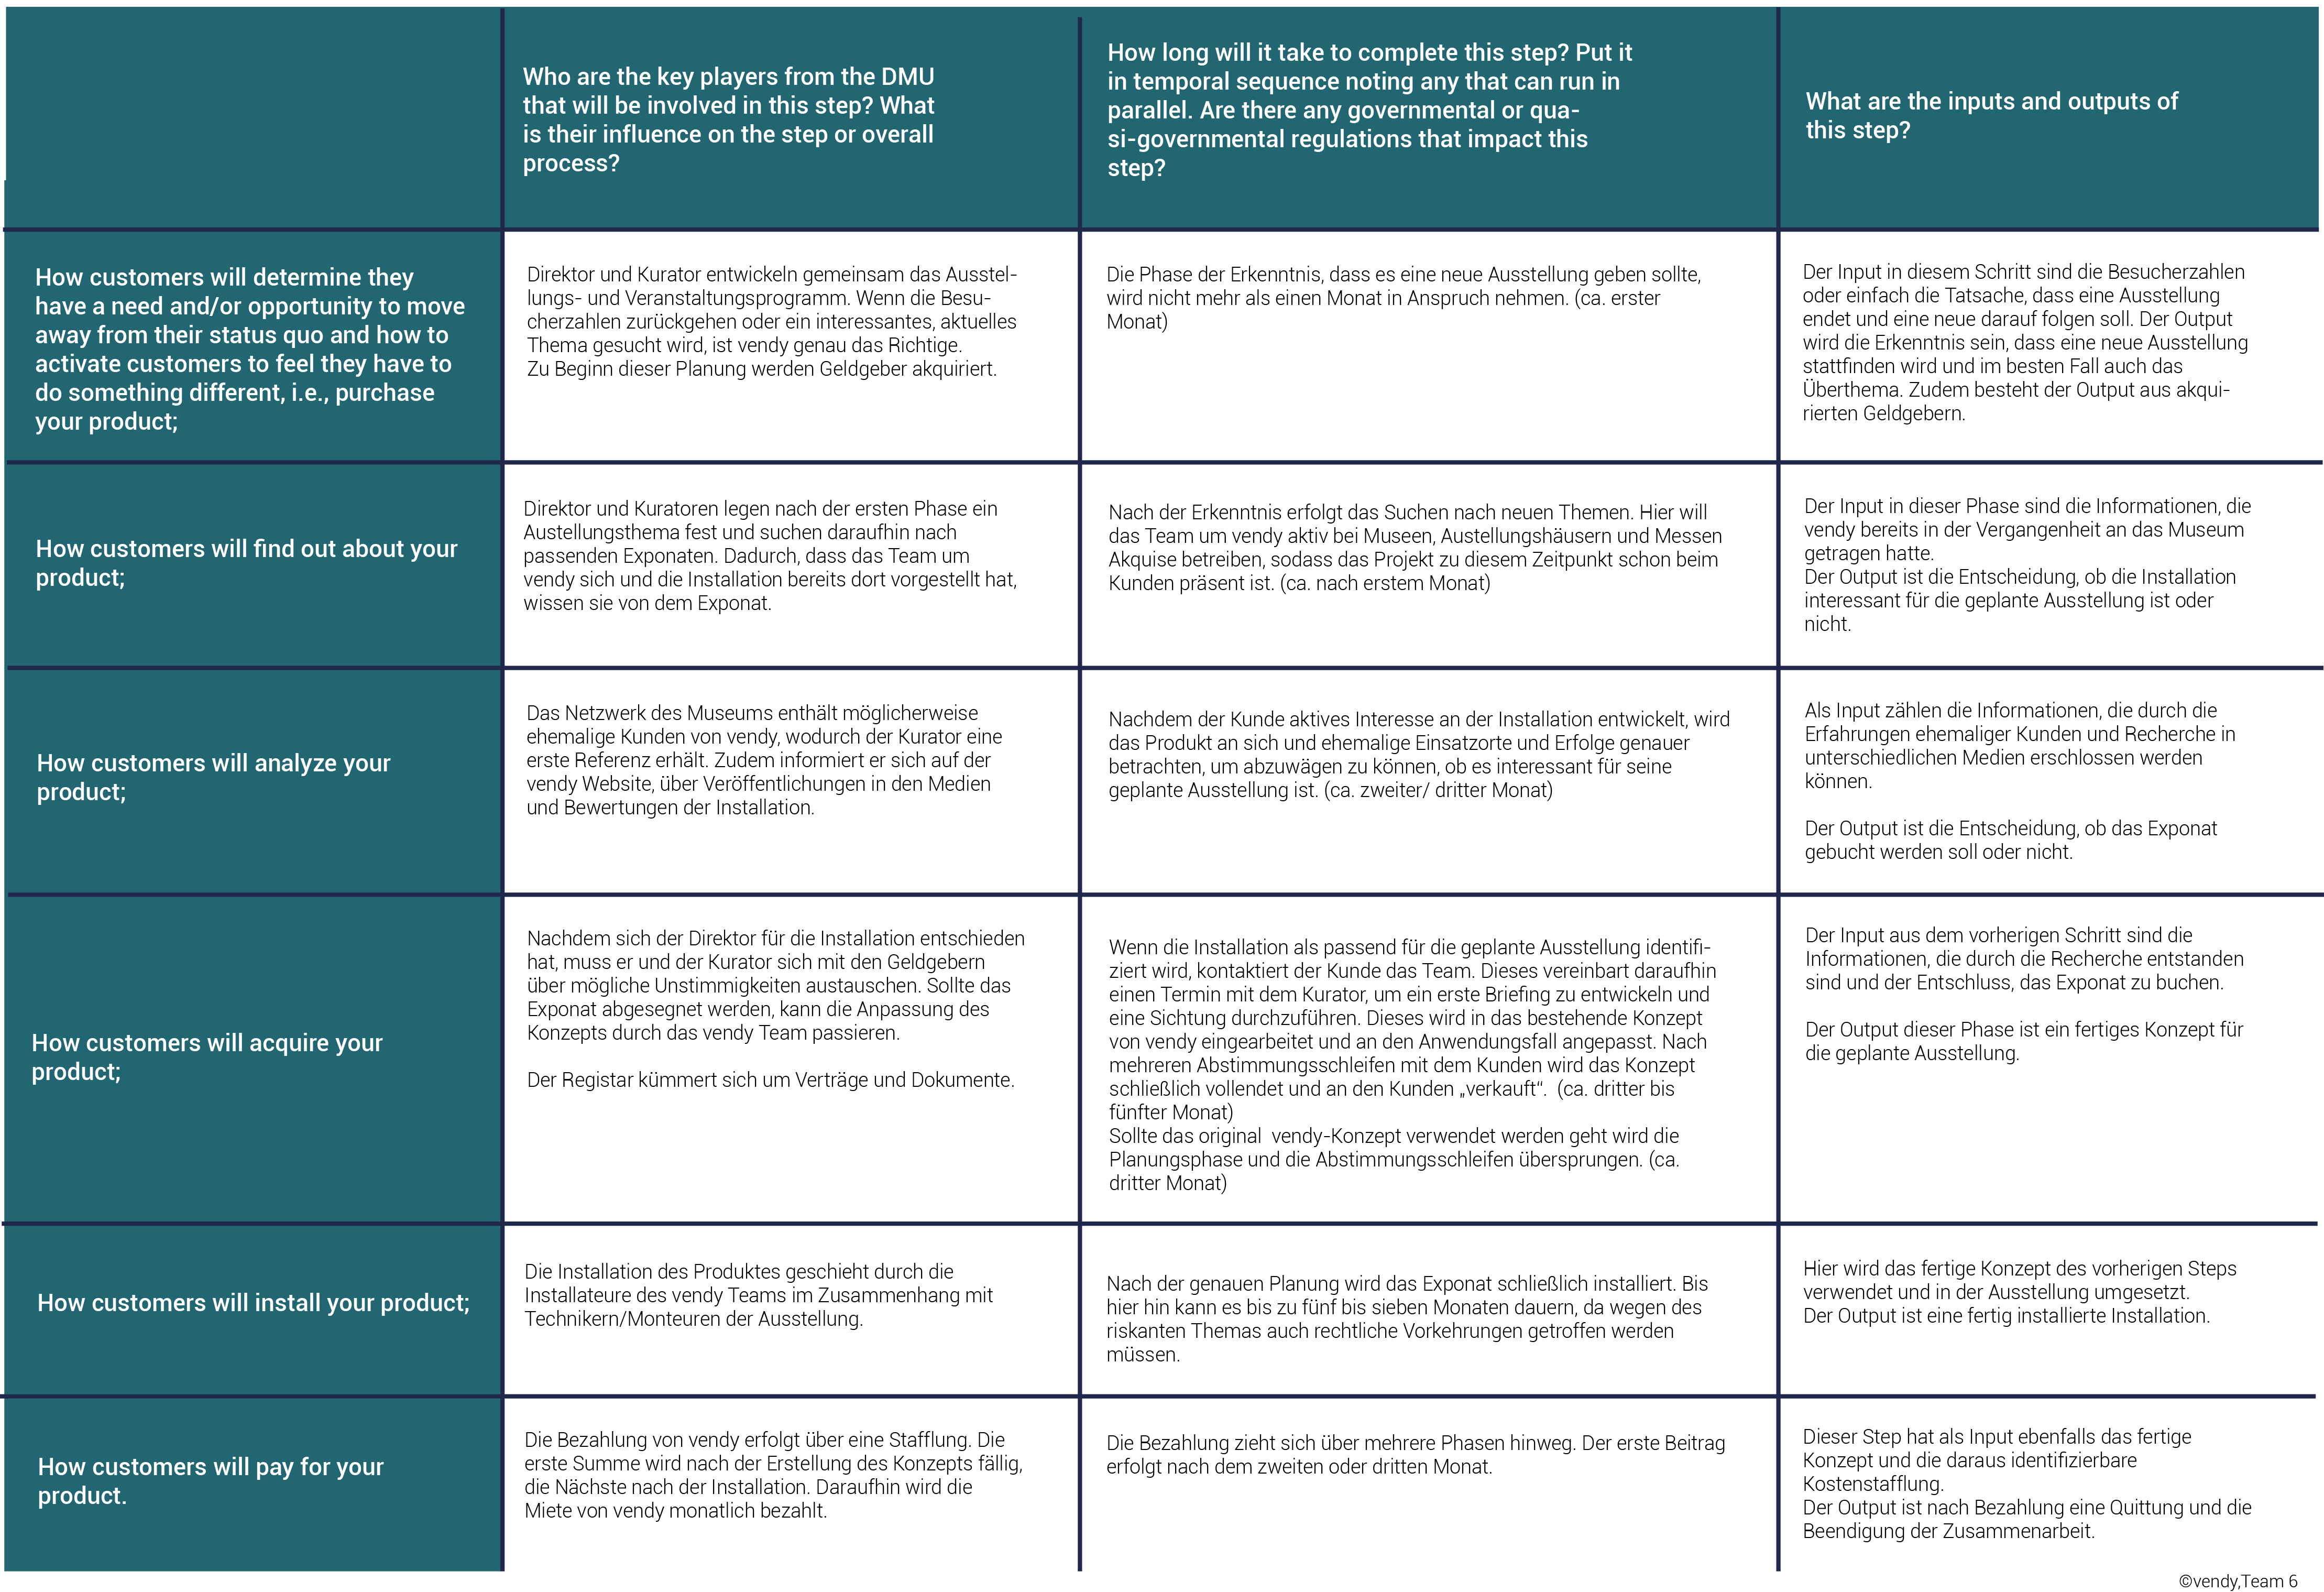 Who are the key players from the DMU
that will be involved in this step? What
is their influence on the step or overall
process?
How long will it take to complete this step? Put it
in temporal sequence noting any that can run in
parallel. Are there any governmental or qua-
si-governmental regulations that impact this
step?
What are the inputs and outputs of
this step?
How customers will determine they
have a need and/or opportunity to move
away from their status quo and how to
activate customers to feel they have to
do something different, i.e., purchase
your product;
Direktor und Kurator entwickeln gemeinsam das Ausstel-
lungs- und Veranstaltungsprogramm. Wenn die Besu-
cherzahlen zurückgehen oder ein interessantes, aktuelles
Thema gesucht wird, ist vendy genau das Richtige.
Zu Beginn dieser Planung werden Geldgeber akquiriert.
Die Phase der Erkenntnis, dass es eine neue Ausstellung geben sollte,
wird nicht mehr als einen Monat in Anspruch nehmen. (ca. erster
Monat)
Der Input in diesem Schritt sind die Besucherzahlen
oder einfach die Tatsache, dass eine Ausstellung
endet und eine neue darauf folgen soll. Der Output
wird die Erkenntnis sein, dass eine neue Ausstellung
stattfinden wird und im besten Fall auch das
Überthema. Zudem besteht der Output aus akqui-
rierten Geldgebern.
How customers will find out about your
product;
Direktor und Kuratoren legen nach der ersten Phase ein
Austellungsthema fest und suchen daraufhin nach
passenden Exponaten. Dadurch, dass das Team um
vendy sich und die Installation bereits dort vorgestellt hat,
wissen sie von dem Exponat.
Nach der Erkenntnis erfolgt das Suchen nach neuen Themen. Hier will
das Team um vendy aktiv bei Museen, Austellungshäusern und Messen
Akquise betreiben, sodass das Projekt zu diesem Zeitpunkt schon beim
Kunden präsent ist. (ca. nach erstem Monat)
Der Input in dieser Phase sind die Informationen, die
vendy bereits in der Vergangenheit an das Museum
getragen hatte.
Der Output ist die Entscheidung, ob die Installation
interessant für die geplante Ausstellung ist oder
nicht.
How customers will analyze your
product;
Das Netzwerk des Museums enthält möglicherweise
ehemalige Kunden von vendy, wodurch der Kurator eine
erste Referenz erhält. Zudem informiert er sich auf der
vendy Website, über Veröffentlichungen in den Medien
und Bewertungen der Installation.
Nachdem der Kunde aktives Interesse an der Installation entwickelt, wird
das Produkt an sich und ehemalige Einsatzorte und Erfolge genauer
betrachten, um abzuwägen zu können, ob es interessant für seine
geplante Ausstellung ist. (ca. zweiter/ dritter Monat)
Als Input zählen die Informationen, die durch die
Erfahrungen ehemaliger Kunden und Recherche in
unterschiedlichen Medien erschlossen werden
können.
Der Output ist die Entscheidung, ob das Exponat
gebucht werden soll oder nicht.
How customers will acquire your
product;
Nachdem sich der Direktor für die Installation entschieden
hat, muss er und der Kurator sich mit den Geldgebern
über mögliche Unstimmigkeiten austauschen. Sollte das
Exponat abgesegnet werden, kann die Anpassung des
Konzepts durch das vendy Team passieren.
Der Registar kümmert sich um Verträge und Dokumente.
Wenn die Installation als passend für die geplante Ausstellung identifi-
ziert wird, kontaktiert der Kunde das Team. Dieses vereinbart daraufhin
einen Termin mit dem Kurator, um ein erste Briefing zu entwickeln und
eine Sichtung durchzuführen. Dieses wird in das bestehende Konzept
von vendy eingearbeitet und an den Anwendungsfall angepasst. Nach
mehreren Abstimmungsschleifen mit dem Kunden wird das Konzept
schließlich vollendet und an den Kunden „verkauft“. (ca. dritter bis
fünfter Monat)
Sollte das original vendy-Konzept verwendet werden geht wird die
Planungsphase und die Abstimmungsschleifen übersprungen. (ca.
dritter Monat)
Der Input aus dem vorherigen Schritt sind die
Informationen, die durch die Recherche entstanden
sind und der Entschluss, das Exponat zu buchen.
Der Output dieser Phase ist ein fertiges Konzept für
die geplante Ausstellung.
How customers will install your product;
Die Installation des Produktes geschieht durch die
Installateure des vendy Teams im Zusammenhang mit
Technikern/Monteuren der Ausstellung.
Nach der genauen Planung wird das Exponat schließlich installiert. Bis
hier hin kann es bis zu fünf bis sieben Monaten dauern, da wegen des
riskanten Themas auch rechtliche Vorkehrungen getroffen werden
müssen.
Hier wird das fertige Konzept des vorherigen Steps
verwendet und in der Ausstellung umgesetzt.
Der Output ist eine fertig installierte Installation.
How customers will pay for your
product.
Die Bezahlung von vendy erfolgt über eine Stafflung. Die
erste Summe wird nach der Erstellung des Konzepts fällig,
die Nächste nach der Installation. Daraufhin wird die
Miete von vendy monatlich bezahlt.
Die Bezahlung zieht sich über mehrere Phasen hinweg. Der erste Beitrag
erfolgt nach dem zweiten oder dritten Monat.
Dieser Step hat als Input ebenfalls das fertige
Konzept und die daraus identifizierbare
Kostenstafflung.
Der Output ist nach Bezahlung eine Quittung und die
Beendigung der Zusammenarbeit.
©vendy,Team 6